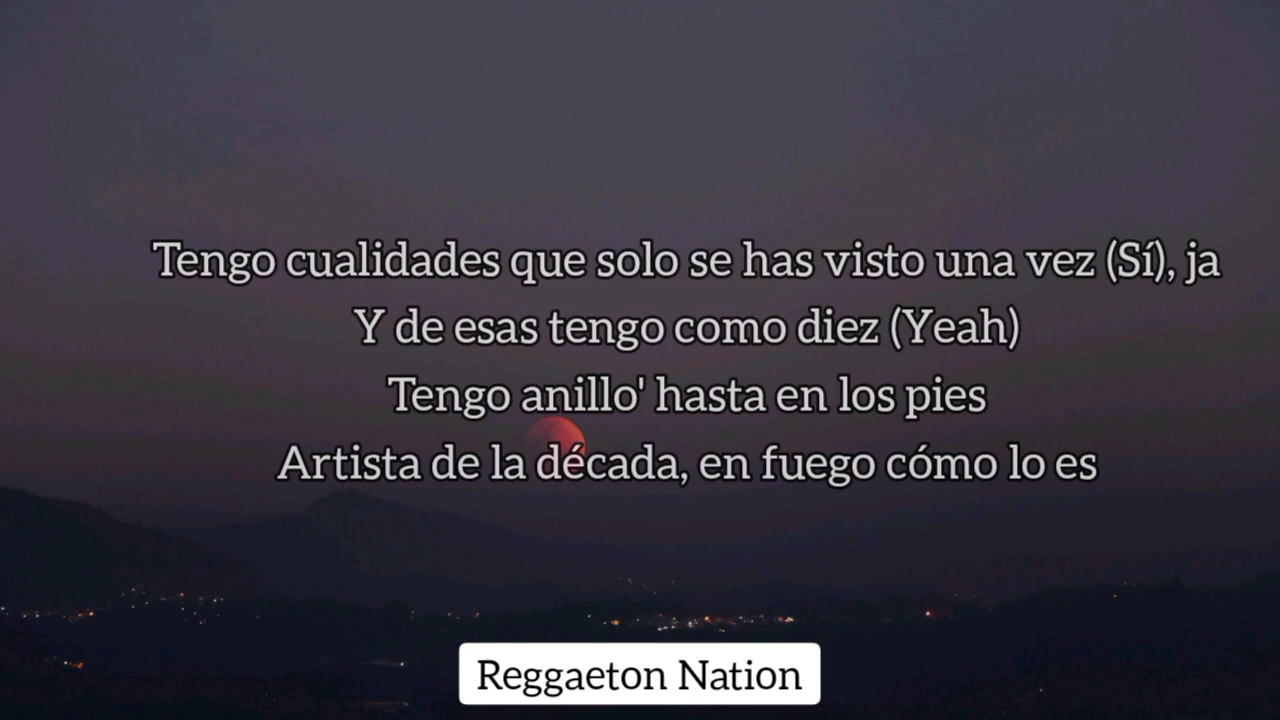 Tengo cualidades que solo se has visto una vez (Sí), ja
Y de esas tengo como diez (Yeah)
Tengo anillo' hasta en los pies
Artista de la década, en fuego cómo lo es
Reggaeton Nation